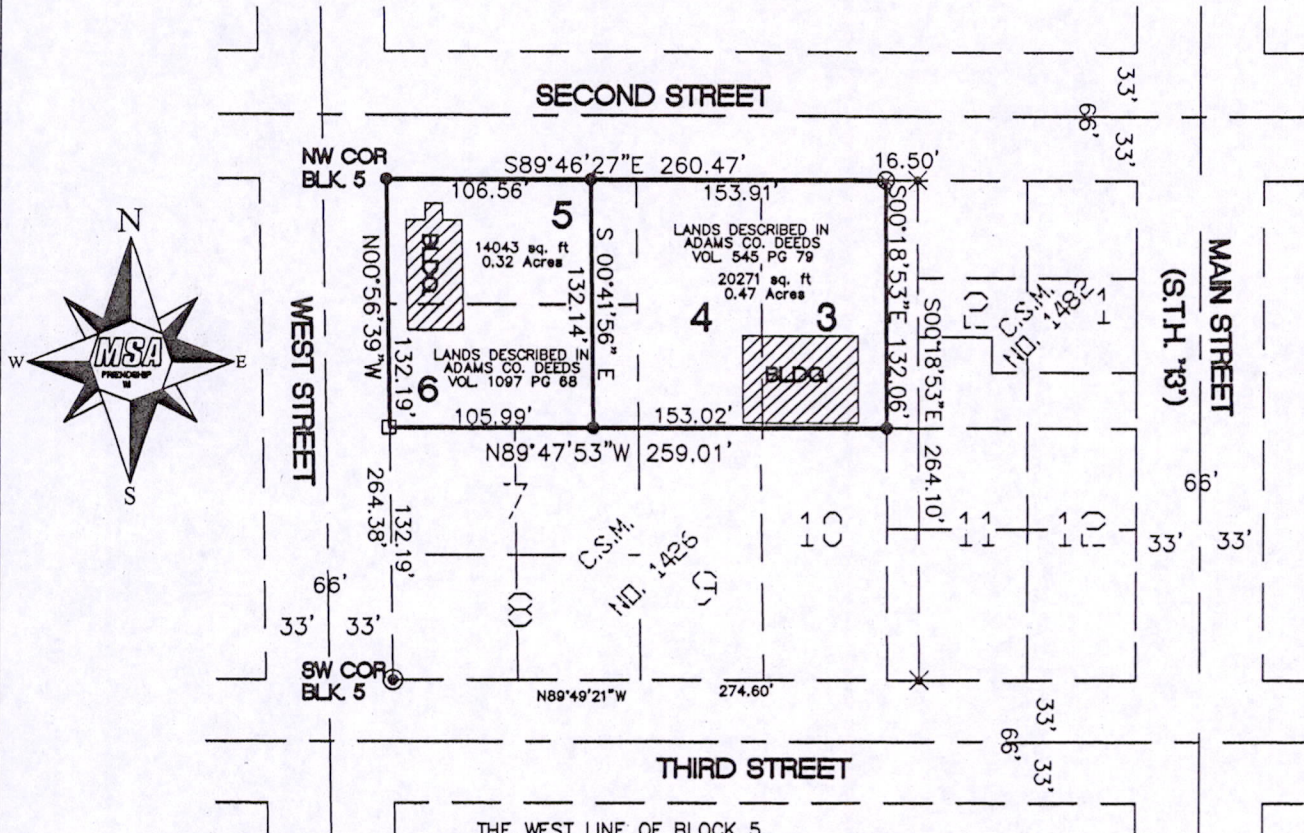 33'
66'
33'
SECOND STREET
NW COR
BLK. 5
S89°46'27"E 260.47'
16.50'
106.56'
153.91'
N
W
E
S
MSA
FRIENDSHIP
WI
WEST STREET
N00°56'39"W
132.19'
BLDG.
5
14043 sq. ft
0.32 Acres
132.14'
S 00°41'56" E
LANDS DESCRIBED IN
ADAMS CO. DEEDS
VOL. 545 PG 79
20271 sq. ft
0.47 Acres
4
3
BLDG.
S00°18'53"E 132.06'
S00°18'53"E 264.10'
C.S.M.
NO. 1482
1
MAIN STREET
(S.T.H. "13")
6
LANDS DESCRIBED IN
ADAMS CO. DEEDS
VOL. 1097 PG 68
105.99'
153.02'
N89°47'53"W 259.01'
264.38'
132.19'
7
8
C.S.M.
NO. 1426
10
11
66'
33'
33'
66'
33'
33'
SW COR
BLK. 5
N89°49'21"W
274.60'
33'
66'
33'
THIRD STREET
THE WEST LINE OF BLOCK 5